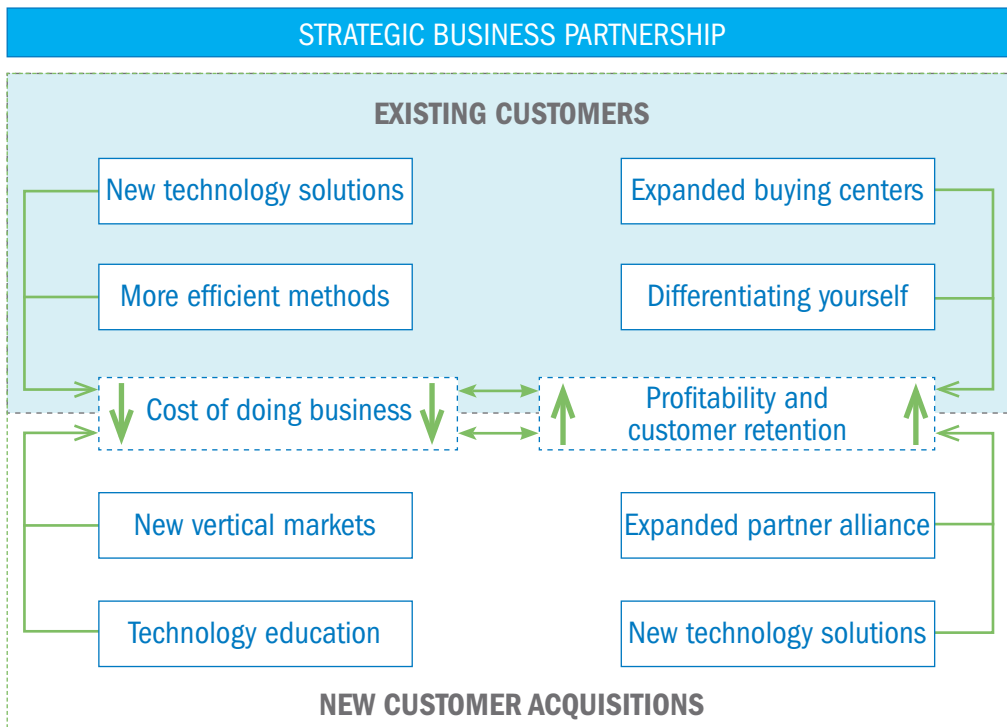 STRATEGIC BUSINESS PARTNERSHIP
EXISTING CUSTOMERS
New technology solutions
Expanded buying centers
More efficient methods
Differentiating yourself
Cost of doing business
Profitability and
customer retention
New vertical markets
Expanded partner alliance
Technology education
New technology solutions
NEW CUSTOMER ACQUISITIONS